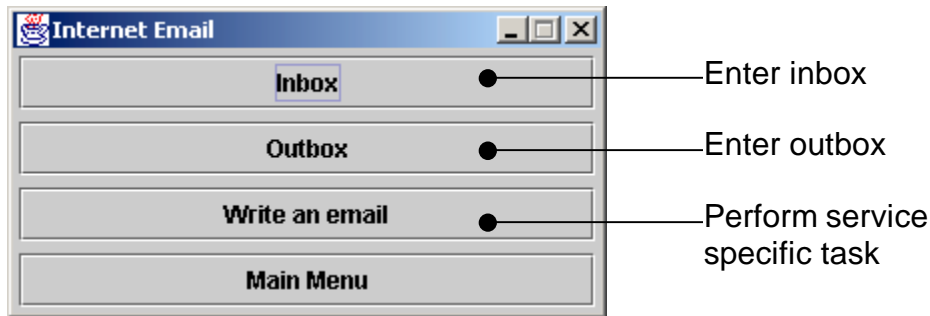 Internet Email
Inbox
Enter inbox
Outbox
Enter outbox
Write an email
Perform service
specific task
Main Menu